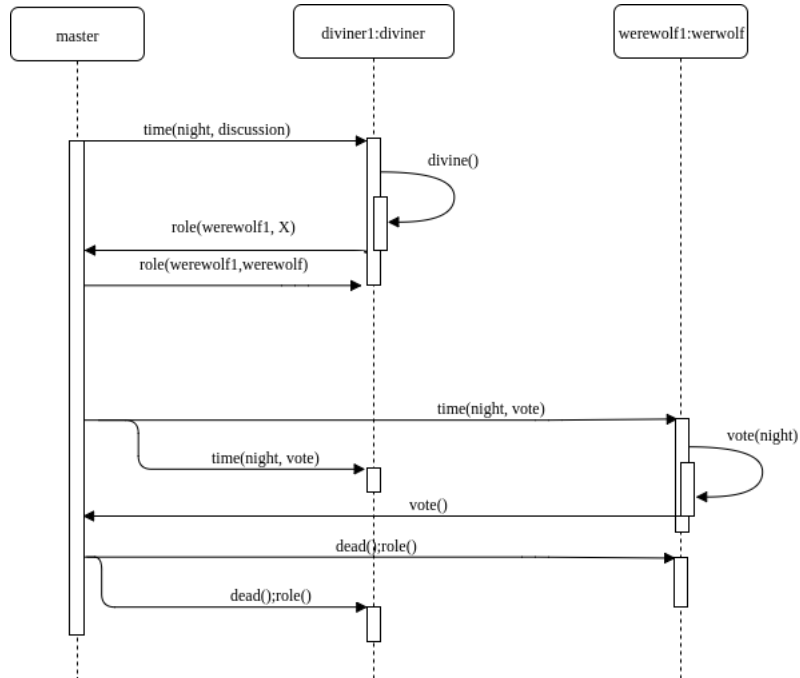 master
diviner1:diviner
werewolf1:werwolf
time(night, discussion)
divine()
role(werewolf1, X)
role(werewolf1,werewolf)
time(night, vote)
vote(night)
time(night, vote)
vote()
dead();role()
dead();role()